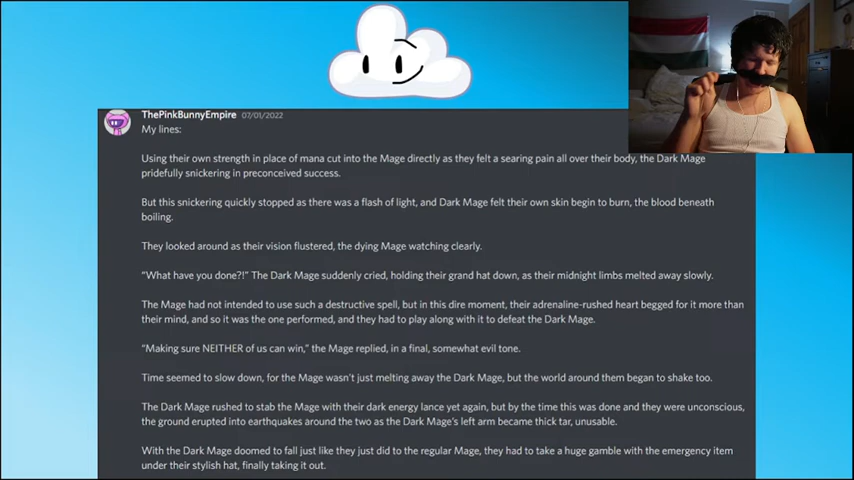 ThePinkBunnyEmpire 07/01/2022
My lines:
Using their own strength in place of mana cut into the Mage directly as they felt a searing pain all over their body, the Dark Mage
pridefully snickering in preconceived success.
But this snickering quickly stopped as there was a flash of light, and Dark Mage felt their own skin begin to burn, the blood beneath
boiling.
They looked around as their vision flustered, the dying Mage watching clearly.
“What have you done?!” The Dark Mage suddenly cried, holding their grand hat down, as their midnight limbs melted away slowly.
The Mage had not intended to use such a destructive spell, but in this dire moment, their adrenaline-rushed heart begged for it more than
their mind, and so it was the one performed, and they had to play along with it to defeat the Dark Mage.
“Making sure NEITHER of us can win,” the Mage replied, in a final, somewhat evil tone.
Time seemed to slow down, for the Mage wasn't just melting away the Dark Mage, but the world around them began to shake too.
The Dark Mage rushed to stab the Mage with their dark energy lance yet again, but by the time this was done and they were unconscious,
the ground erupted into earthquakes around the two as the Dark Mage's left arm became thick tar, unusable.
With the Dark Mage doomed to fall just like they just did to the regular Mage, they had to take a huge gamble with the emergency item
under their stylish hat, finally taking it out.